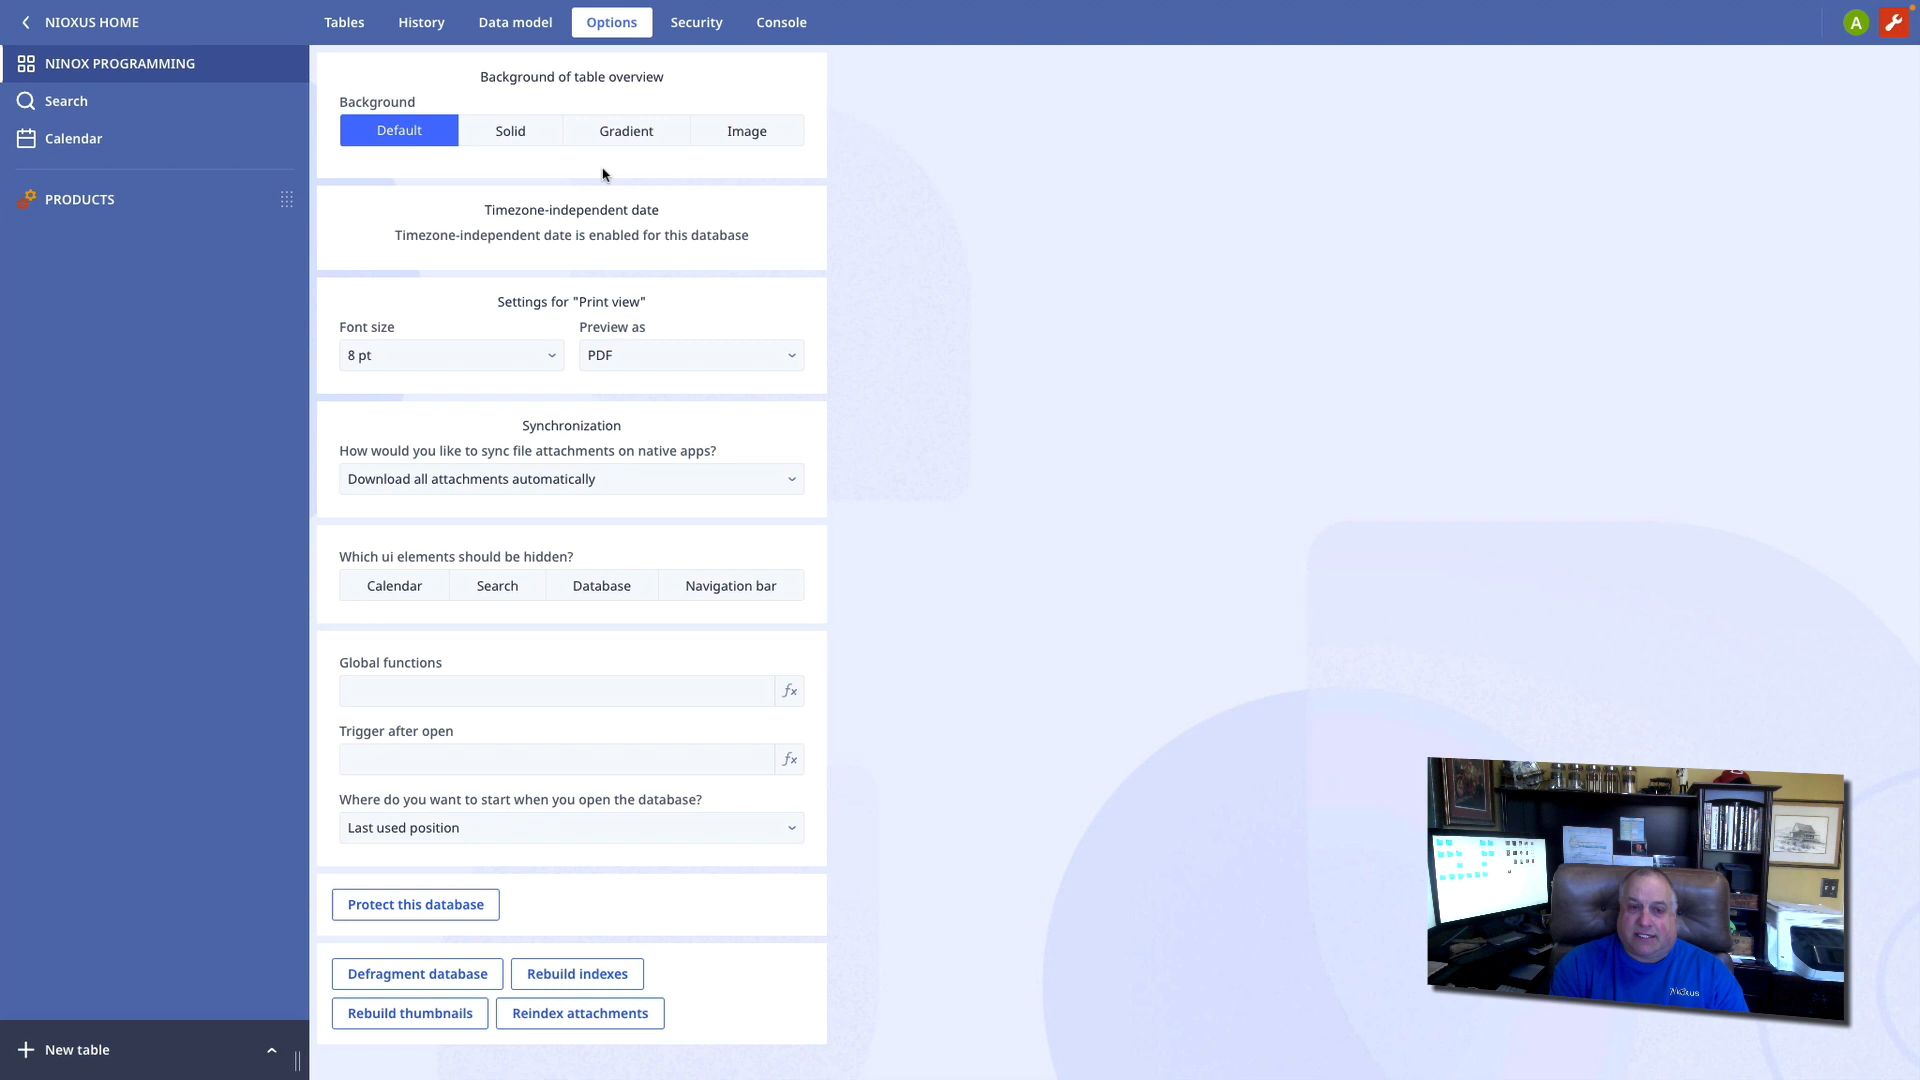 NIOXUS HOME
Tables
History
Data model
Options
Security
Console
A
NINOX PROGRAMMING
Search
Calendar
PRODUCTS
New table
Background of table overview
Background
Default
Solid
Gradient
Image
Timezone-independent date
Timezone-independent date is enabled for this database
Settings for "Print view"
Font size
Preview as
8 pt
PDF
Synchronization
How would you like to sync file attachments on native apps?
Download all attachments automatically
Which ui elements should be hidden?
Calendar
Search
Database
Navigation bar
Global functions
fx
Trigger after open
fx
Where do you want to start when you open the database?
Last used position
Protect this database
Defragment database
Rebuild indexes
Rebuild thumbnails
Reindex attachments